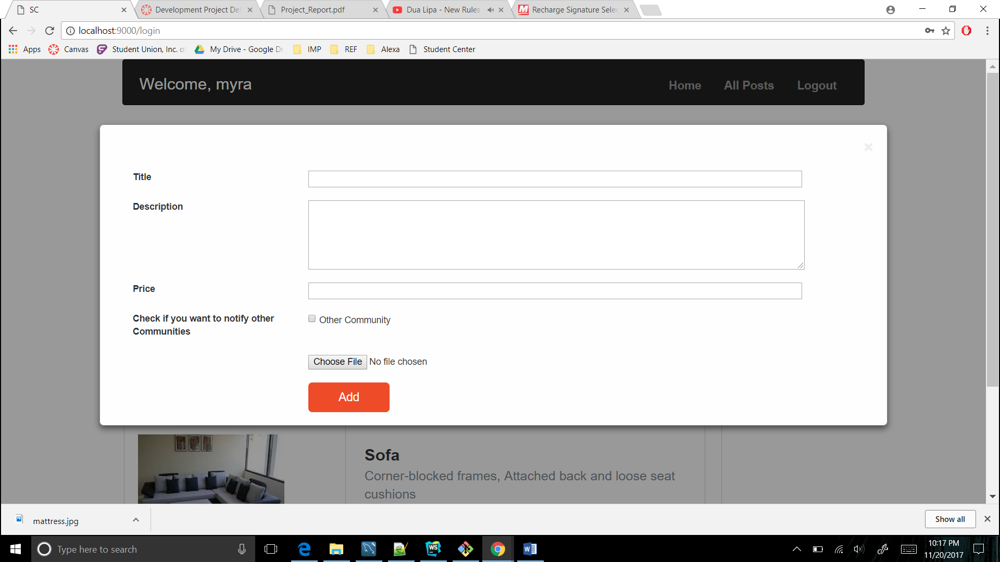 SC
Development Project De
Project_Report.pdf
Dua Lipa - New Rules
Recharge Signature Selec
localhost:9000/login
Apps
Canvas
Student Union, Inc. of
My Drive - Google Dr
IMP
REF
Alexa
Student Center
Welcome, myra
Home
All Posts
Logout
Title
Description
Price
Check if you want to notify other
Communities
Other Community
Choose File No file chosen
Add
Sofa
Corner-blocked frames, Attached back and loose seat
cushions
mattress.jpg
Show all
Type here to search
WS
10:17 PM
11/20/2017